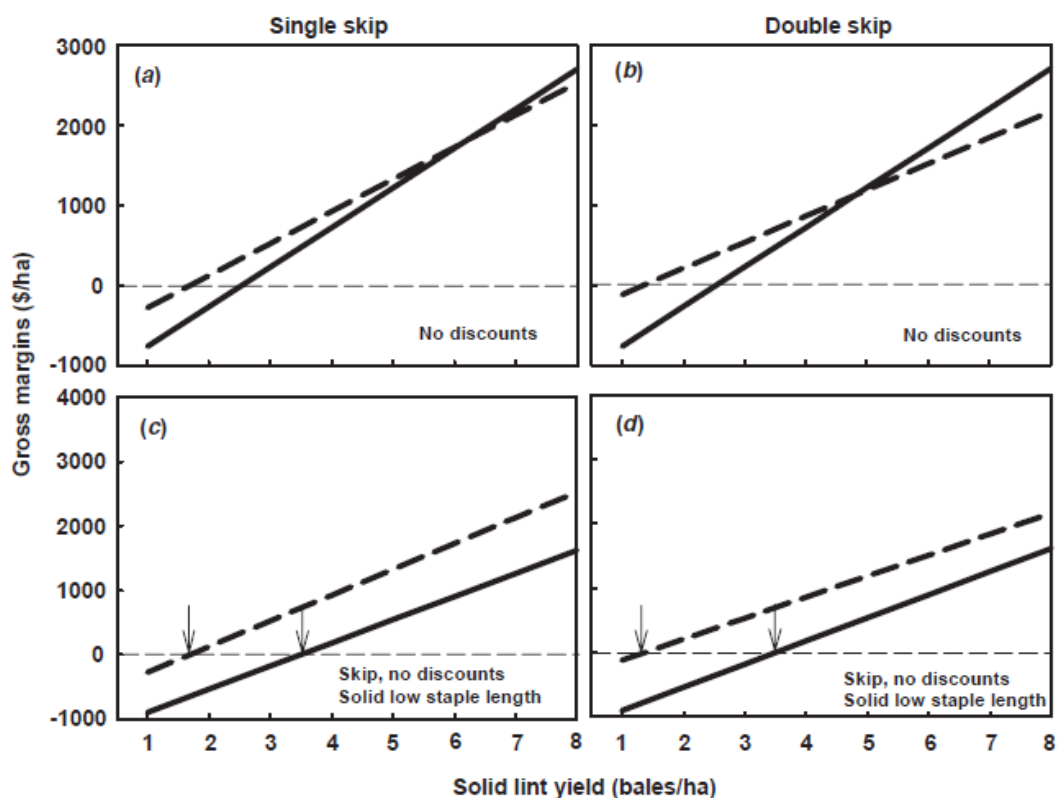 Single skip
Double skip
3000
(a)
(b)
2000
1000
0
No discounts
No discounts
-1000
Gross margins ($/ha)
4000
(c)
(d)
3000
2000
1000
0
Skip, no discounts
Solid low staple length
Skip, no discounts
Solid low staple length
-1000
1 2 3 4 5 6 7 8
1 2 3 4 5 6 7 8
Solid lint yield (bales/ha)